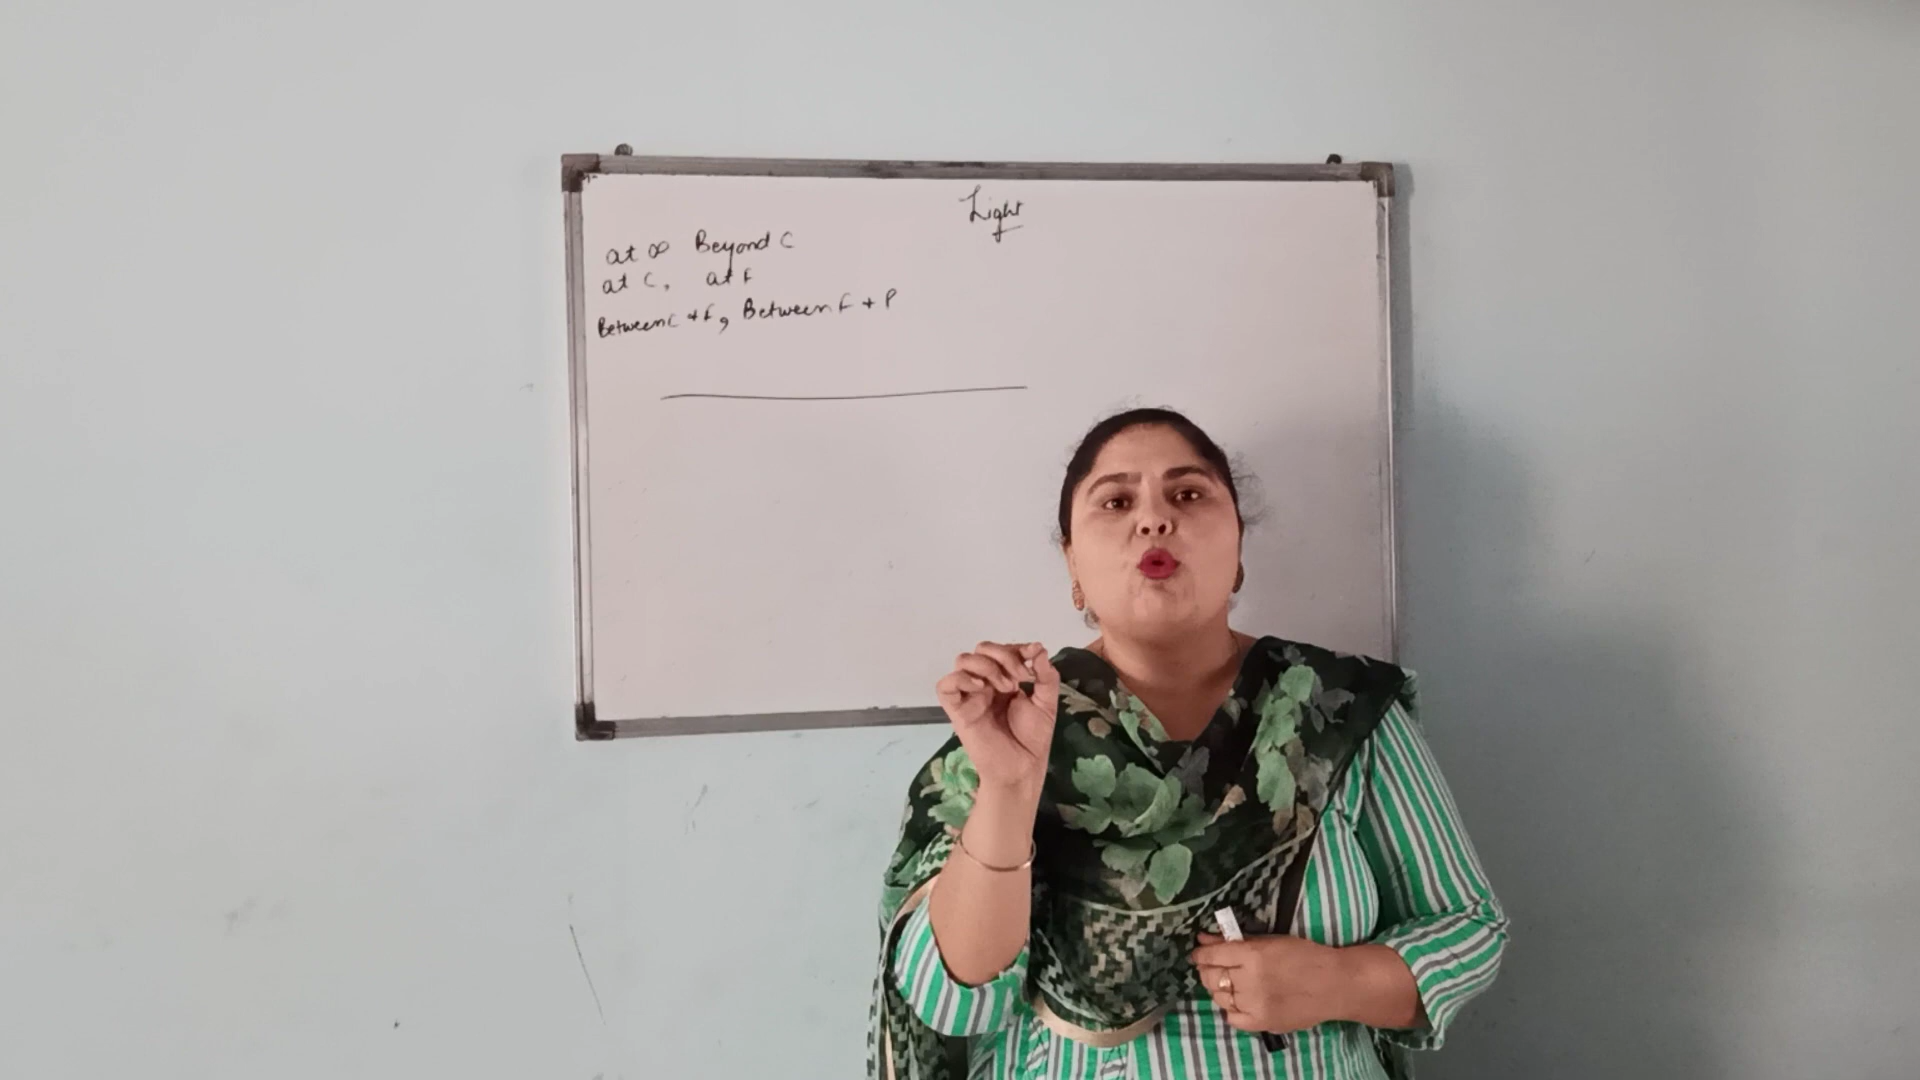 Light
at ∞ Beyond C
at C, at F
Between C + F, Between F + P